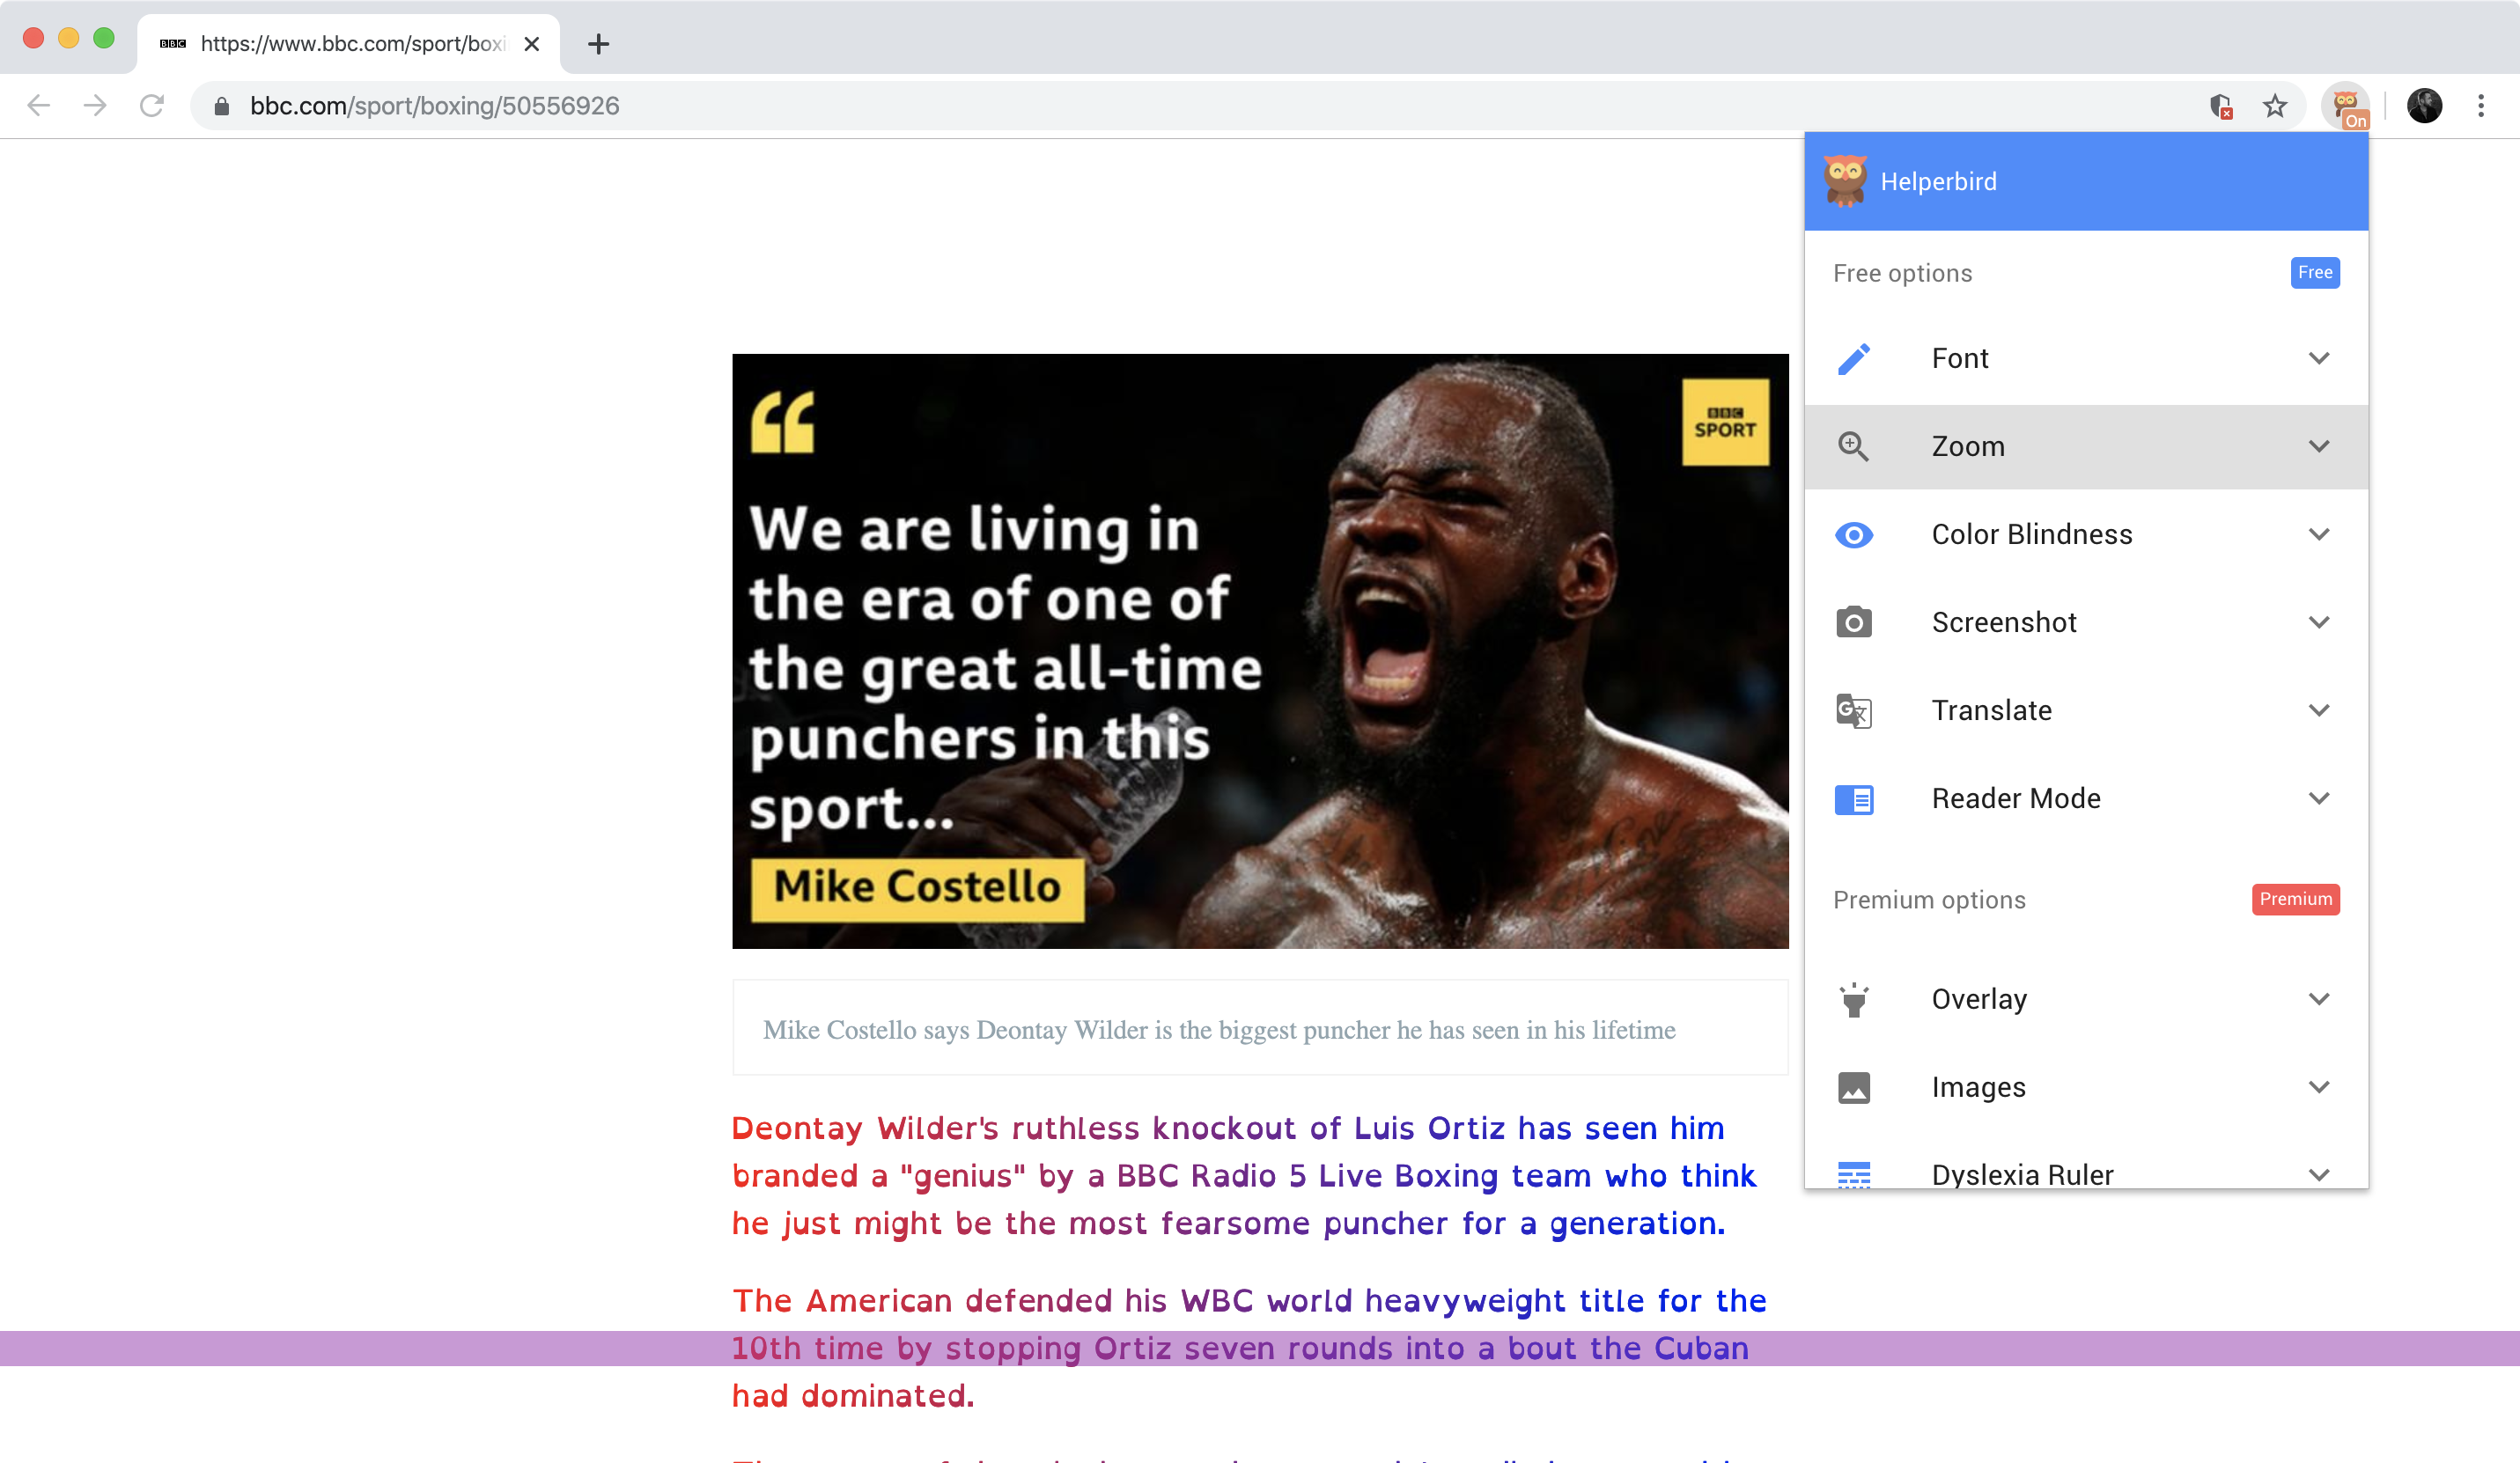 BBC https://www.bbc.com/sport/boxi
bbc.com/sport/boxing/50556926
On
Helperbird
Free options Free
Font
Zoom
Color Blindness
Screenshot
Translate
Reader Mode
Premium options Premium
Overlay
Images
Dyslexia Ruler
BBC
SPORT
We are living in
the era of one of
the great all-time
punchers in this
sport...
Mike Costello
Mike Costello says Deontay Wilder is the biggest puncher he has seen in his lifetime
Deontay Wilder's ruthless knockout of Luis Ortiz has seen him
branded a "genius" by a BBC Radio 5 Live Boxing team who think
he just might be the most fearsome puncher for a generation.
The American defended his WBC world heavyweight title for the
10th time by stopping Ortiz seven rounds into a bout the Cuban
had dominated.